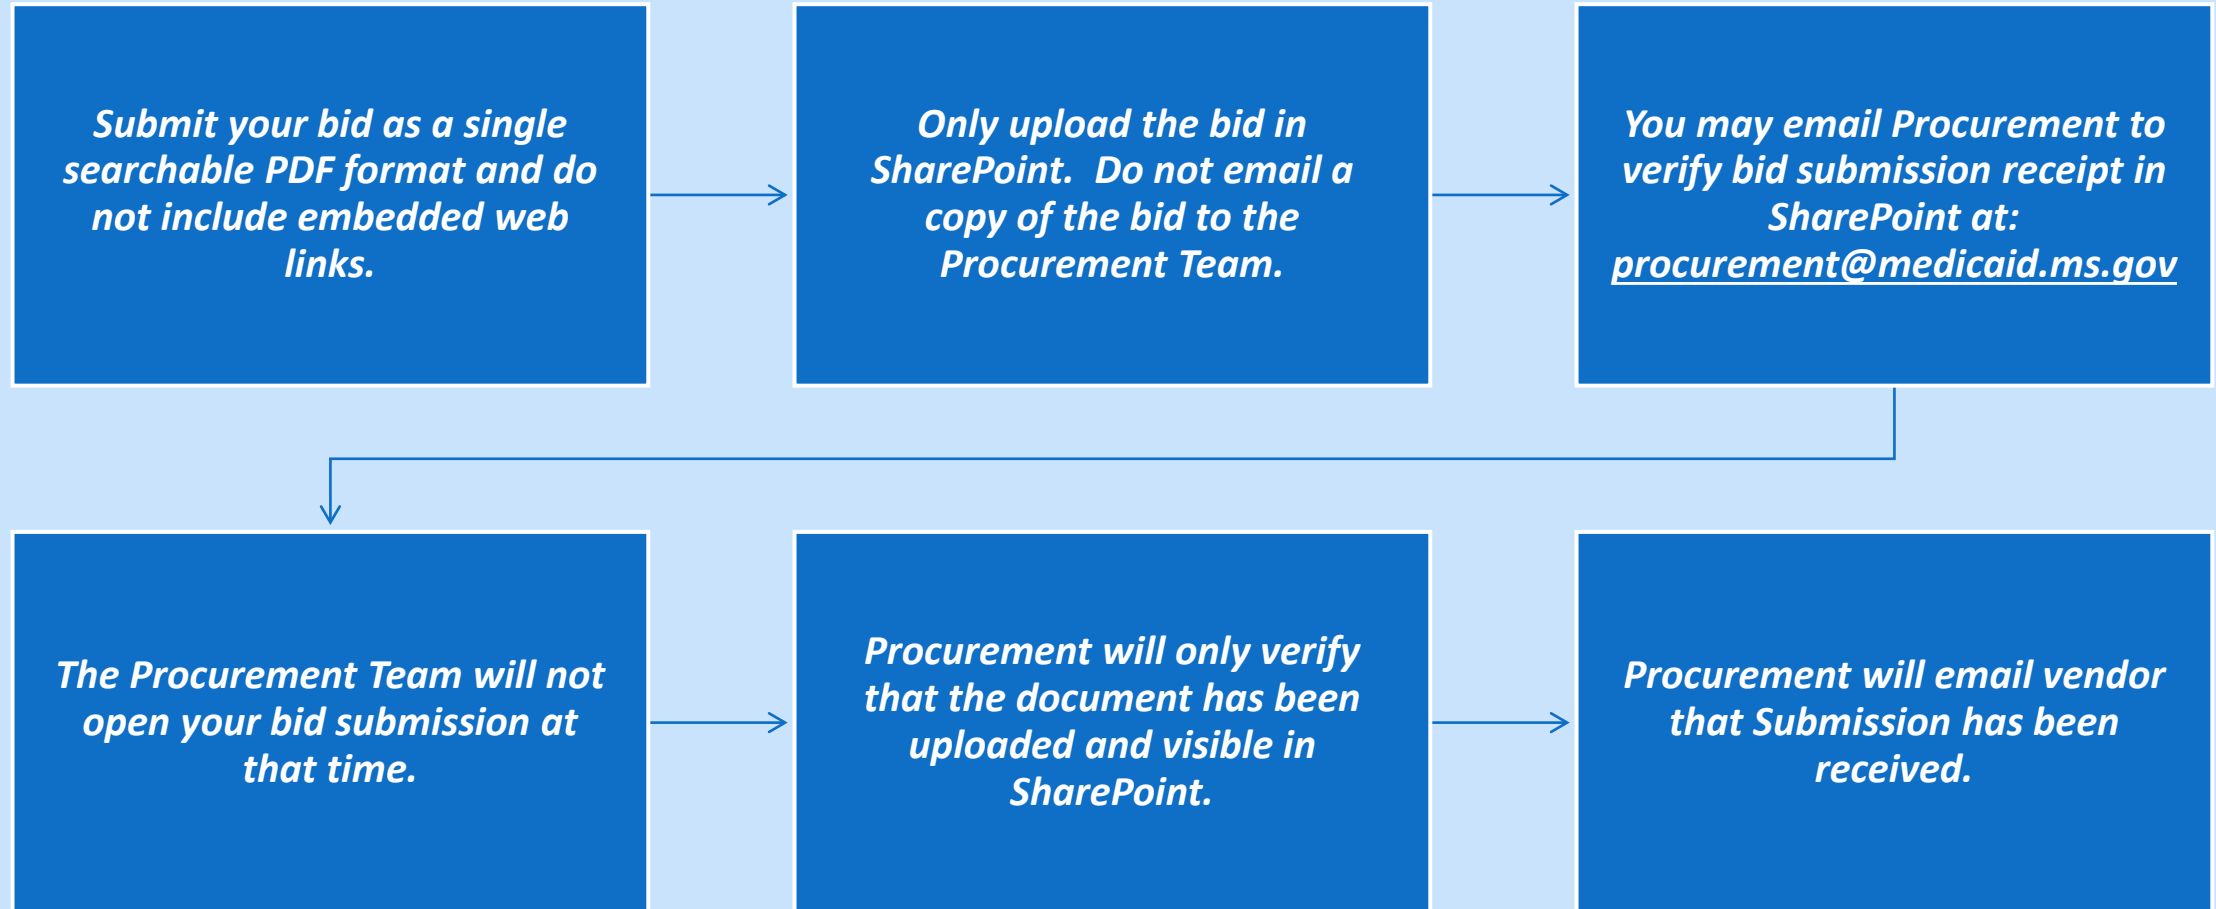 Submit your bid as a single
searchable PDF format and do
not include embedded web
links.
Only upload the bid in
SharePoint.  Do not email a
copy of the bid to the
Procurement Team.
You may email Procurement to
verify bid submission receipt in
SharePoint at:
procurement@medicaid.ms.gov
The Procurement Team will not
open your bid submission at
that time.
Procurement will only verify
that the document has been
uploaded and visible in
SharePoint.
Procurement will email vendor
that Submission has been
received.